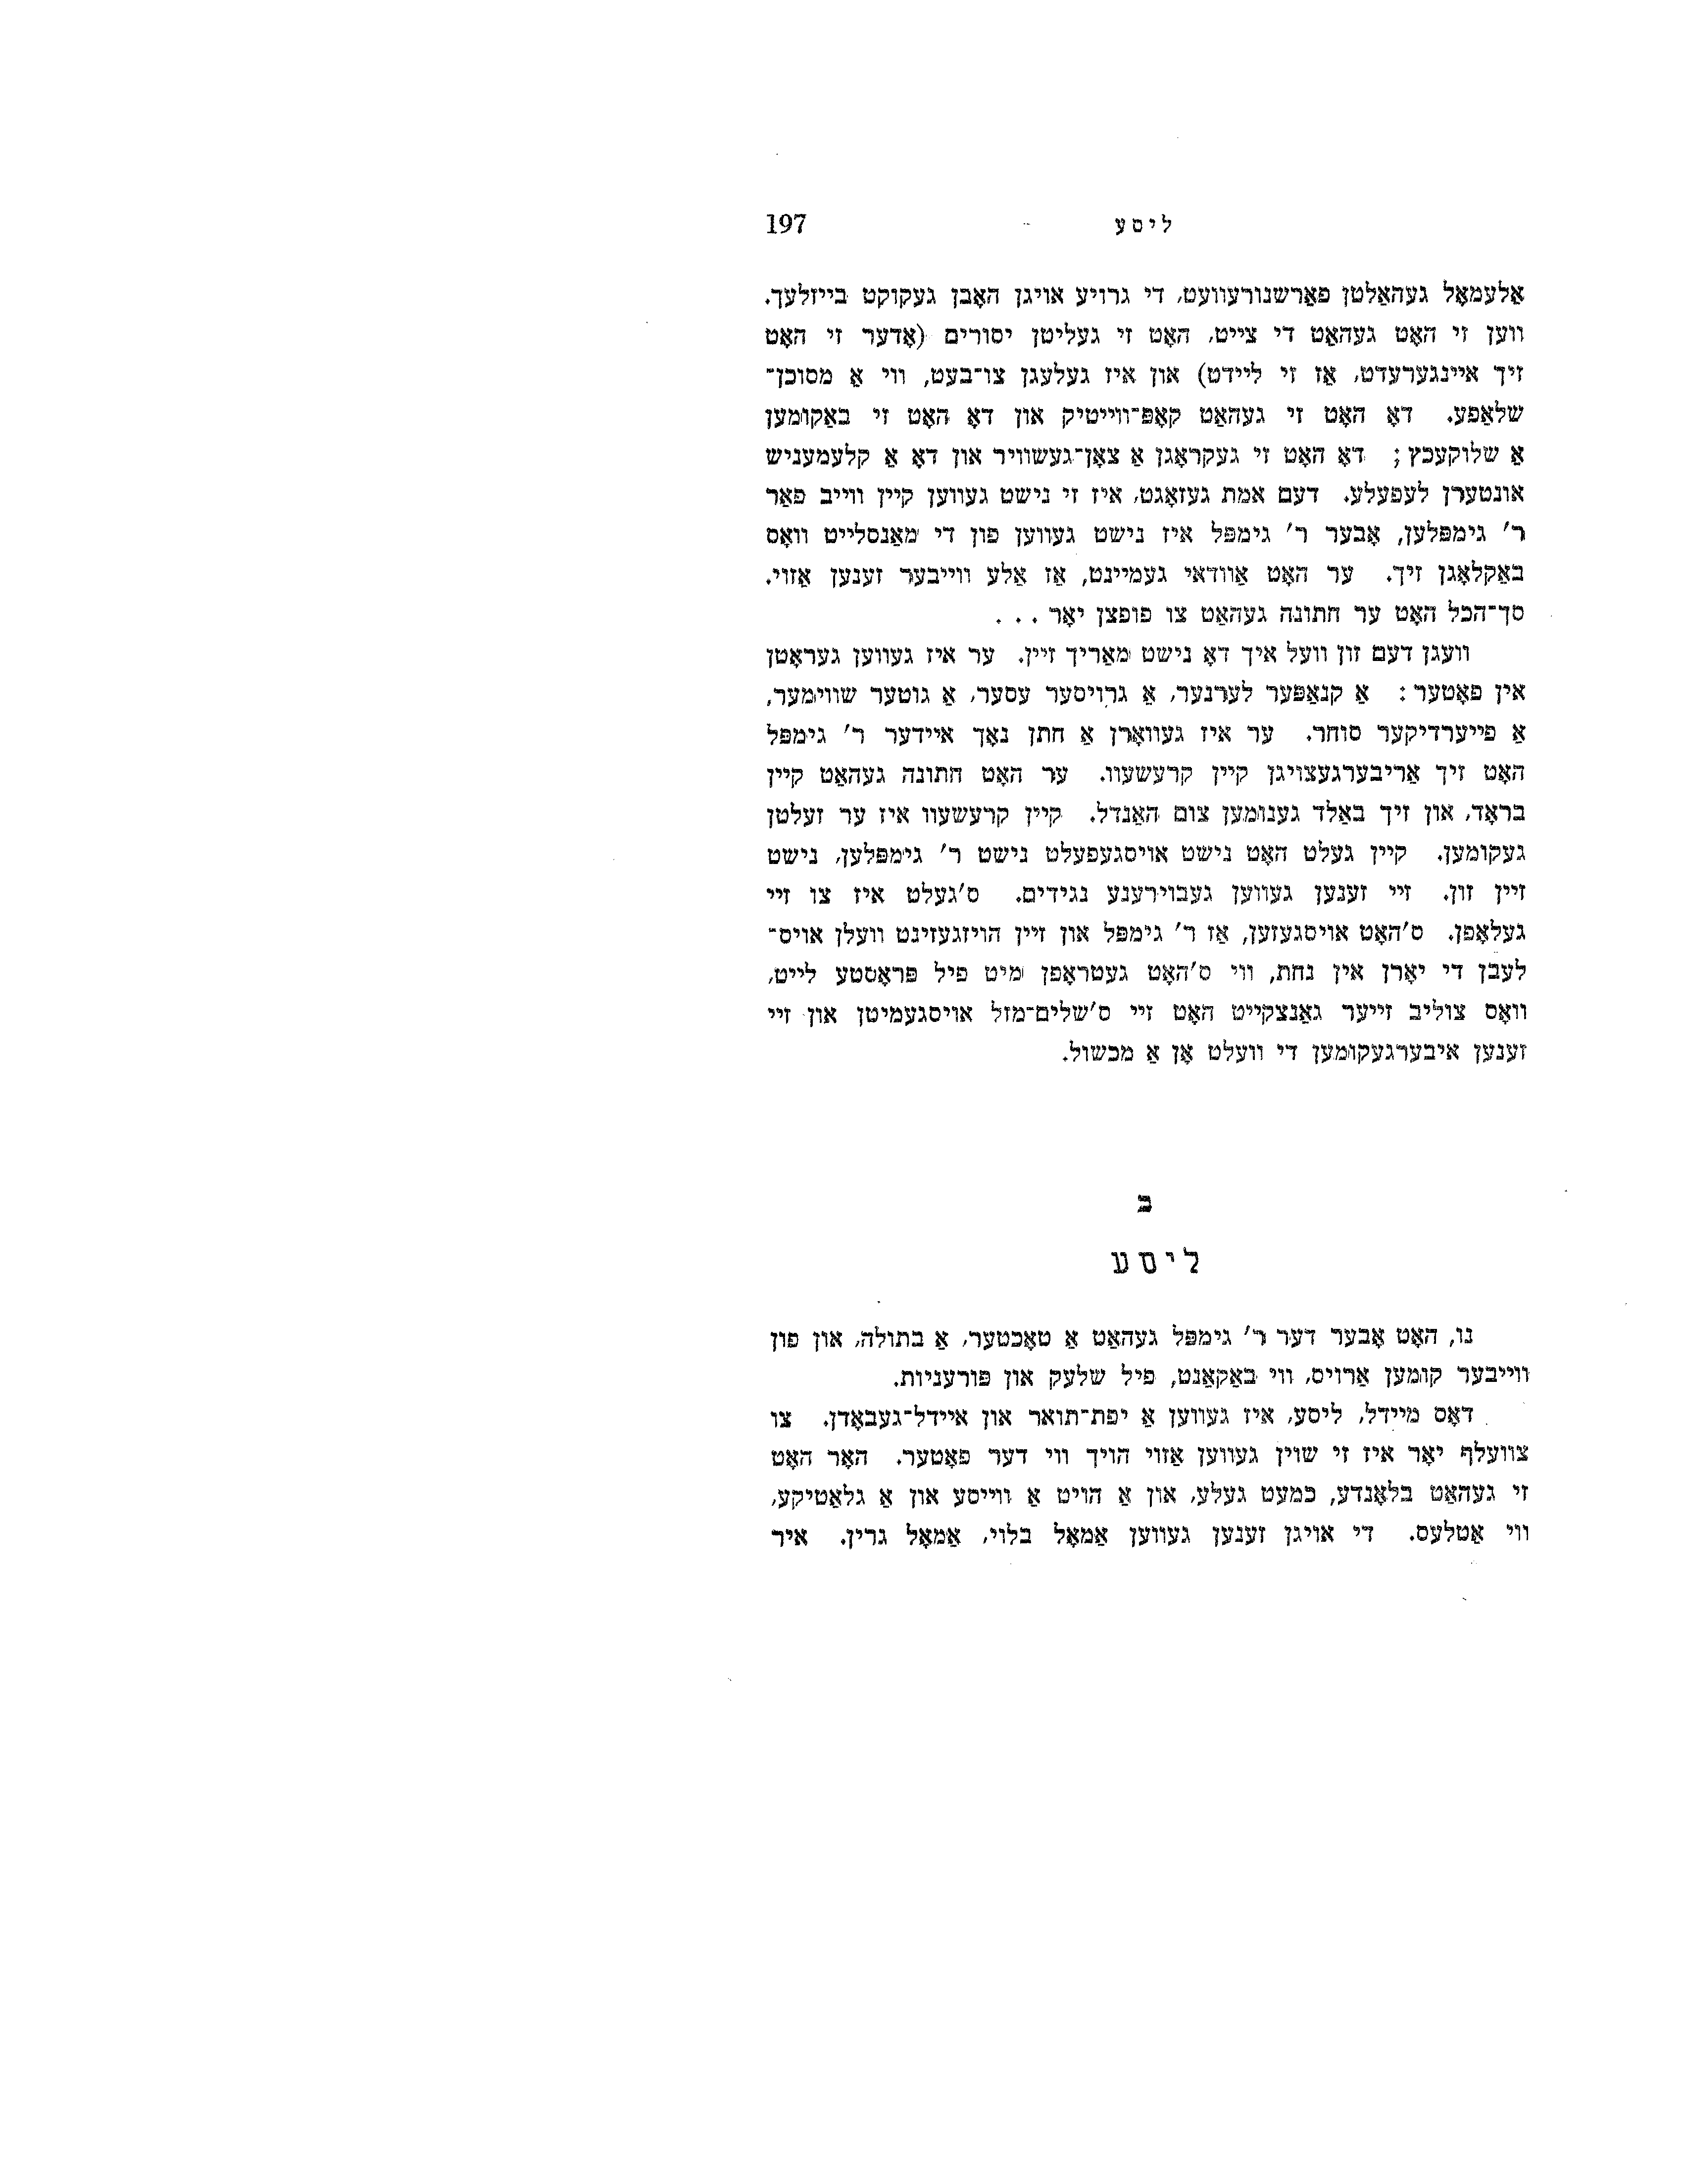 ליסע 197
אַלעמאָל געהאַלטן פאַרשנורעוועט, די גרויע אויגן האָבן געקוקט בייזלעך.
ווען זי האָט געהאַט די צייט, האָט זי געליטן יסורים (אָדער זי האָט
זיך איינגערעדט, אַז זי ליידט) און איז געלעגן צו־בעט, ווי אַ מסוכן־
שלאַפע. דאָ האָט זי געהאַט קאָפּ־ווייטיק און דאָ האָט זי באַקומען
אַ שלוקעכץ; דאָ האָט זי געקראָגן אַ צאָן־געשוויר און דאָ אַ קלעמעניש
אונטערן לעפעלע. דעם אמת געזאָגט, איז זי נישט געווען קיין ווייב פאַר
ר' גימפּלען, אָבער ר' גימפּל איז נישט געווען פון די מאַנסלייט וואָס
באַקלאָגן זיך. ער האָט אַוודאי געמיינט, אַז אַלע ווייבער זענען אַזוי.
סך־הכל האָט ער חתונה געהאַט צו פופצן יאָר . . .
וועגן דעם זון וועל איך דאָ נישט מאַריך זיין. ער איז געווען געראָטן
אין פאָטער: אַ קנאַפּער לערנער, אַ גרויסער עסער, אַ גוטער שווימער,
אַ פייערדיקער סוחר. ער איז געוואָרן אַ חתן נאָך איידער ר' גימפּל
האָט זיך אַריבערגעצויגן קיין קרעשעוו. ער האָט חתונה געהאַט קיין
בראָד, און זיך באַלד גענומען צום האַנדל. קיין קרעשעוו איז ער זעלטן
געקומען. קיין געלט האָט נישט אויסגעפעלט נישט ר' גימפּלען, נישט
זיין זון. זיי זענען געווען געבוירענע נגידים. ס'געלט איז צו זיי
געלאָפן. ס'האָט אויסגעזען, אַז ר' גימפּל און זיין הויזגעזינט וועלן אויס־
לעבן די יאָרן אין נחת, ווי ס'האָט געטראָפן מיט פיל פּראָסטע לייט,
וואָס צוליב זייער גאַנצקייט האָט זיי ס'שלים־מזל אויסגעמיטן און זיי
זענען איבערגעקומען די וועלט אָן אַ מכשול.
ב
ליסע
נו, האָט אָבער דער ר' גימפּל געהאַט אַ טאָכטער, אַ בתולה, און פון
ווייבער קומען אַרויס, ווי באַקאַנט, פיל שלעק און פּורעניות.
דאָס מיידל, ליסע, איז געווען אַ יפת־תואר און איידל־געבאָדן. צו
צוועלף יאָר איז זי שוין געווען אַזוי הויך ווי דער פאָטער. האָר האָט
זי געהאַט בלאָנדע, כמעט געלע, און אַ הויט אַ ווייסע און אַ גלאַטיקע,
ווי אַטלעס. די אויגן זענען געווען אַמאָל בלוי, אַמאָל גרין. איר